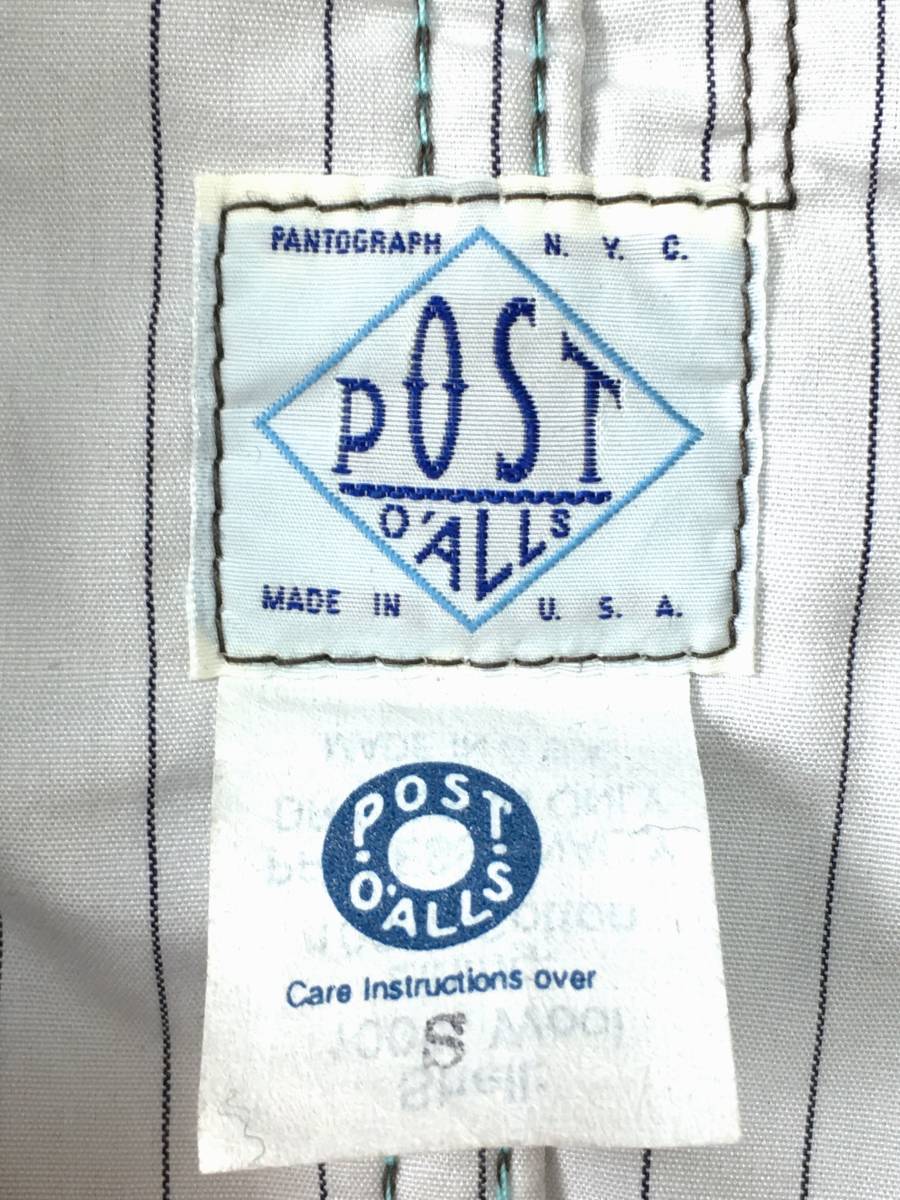 PANTOGRAPH N. Y. C.
POST
O'ALLS
MADE IN U. S. A.
POST
O'ALLS
Care Instructions over
S